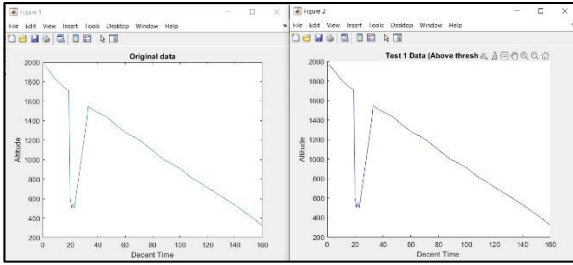 Figure 1
File Edit View Insert Tools Desktop Window Help
Original data
Altitude
2000
1800
1600
1400
1200
1000
800
600
400
200
0 20 40 60 80 100 120 140 160
Decent Time
Figure 2
File Edit View Insert Tools Desktop Window Help
Test 1 Data (Above thresh
Altitude
2000
1800
1600
1400
1200
1000
800
600
400
200
0 20 40 60 80 100 120 140 160
Decent Time